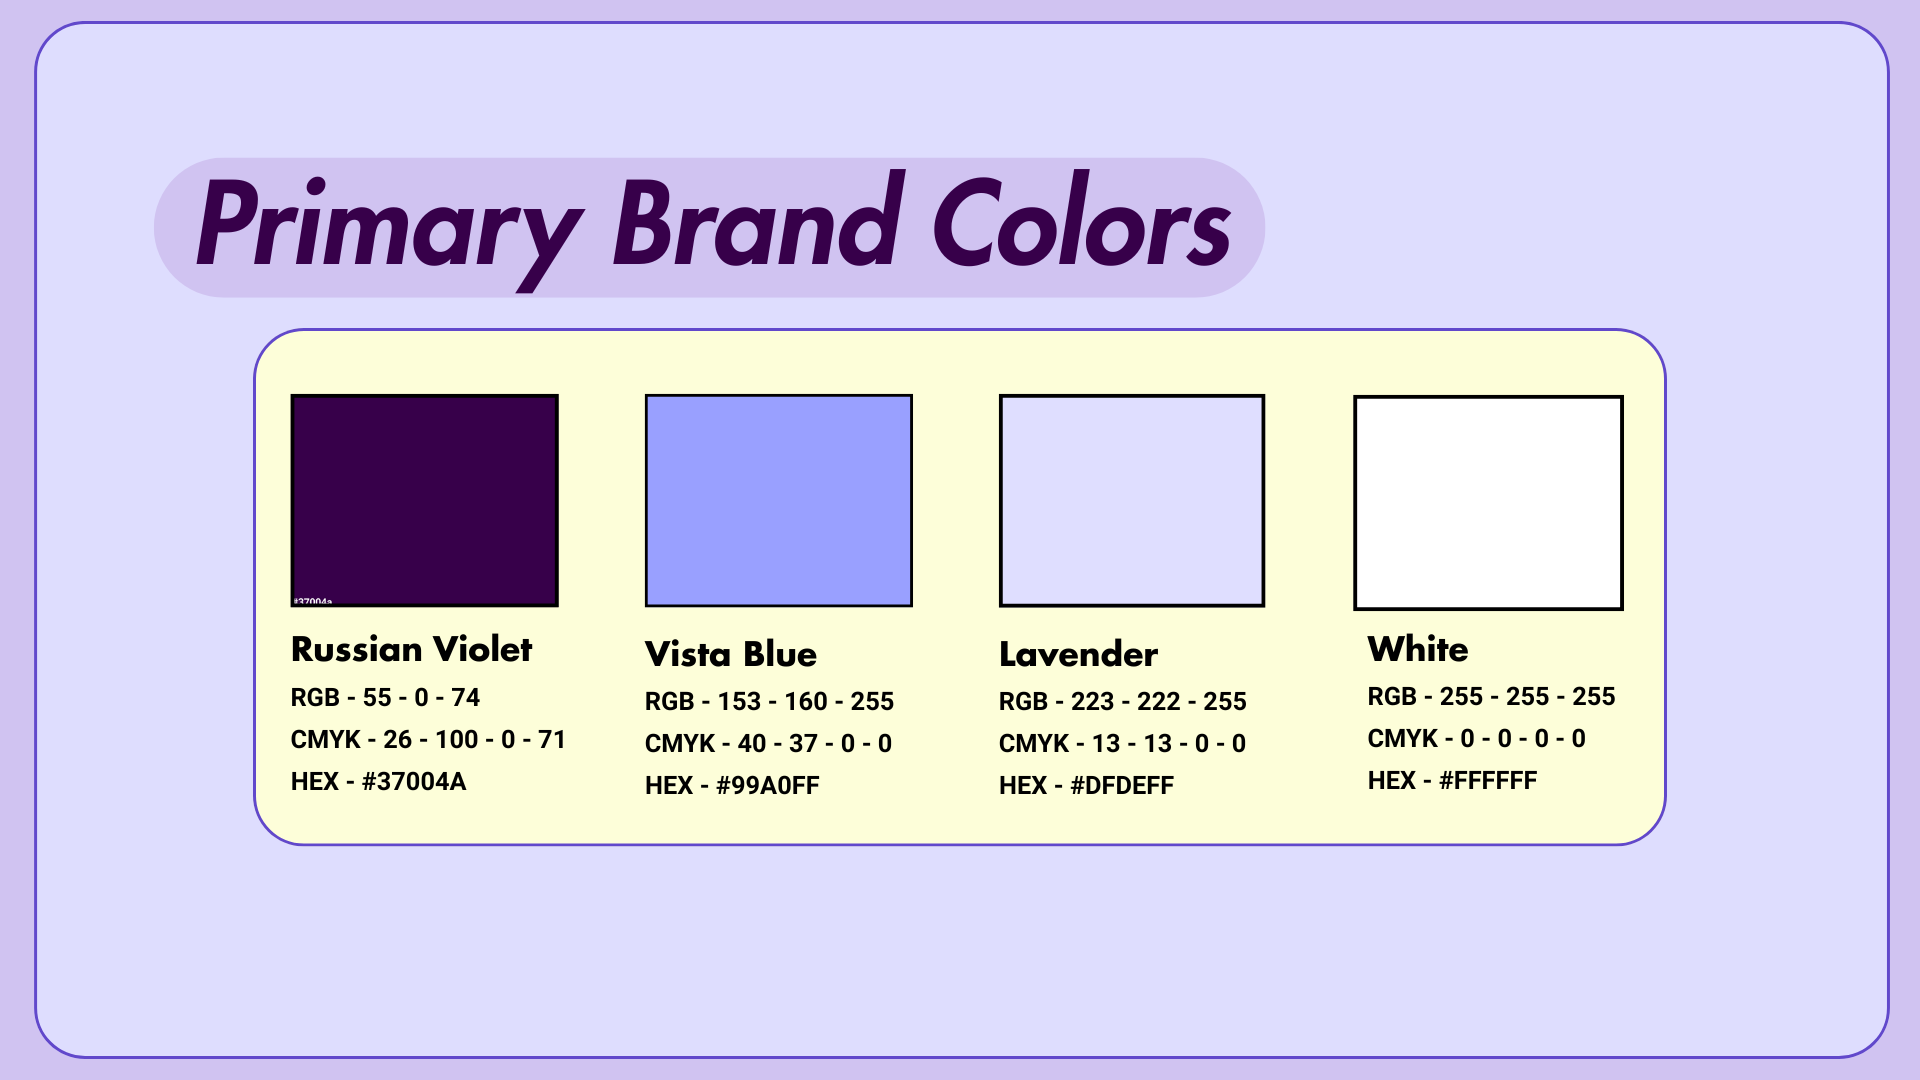 Primary Brand Colors
#37004a
Russian Violet
RGB - 55 - 0 - 74
CMYK - 26 - 100 - 0 - 71
HEX - #37004A
Vista Blue
RGB - 153 - 160 - 255
CMYK - 40 - 37 - 0 - 0
HEX - #99A0FF
Lavender
RGB - 223 - 222 - 255
CMYK - 13 - 13 - 0 - 0
HEX - #DFDEFF
White
RGB - 255 - 255 - 255
CMYK - 0 - 0 - 0 - 0
HEX - #FFFFFF